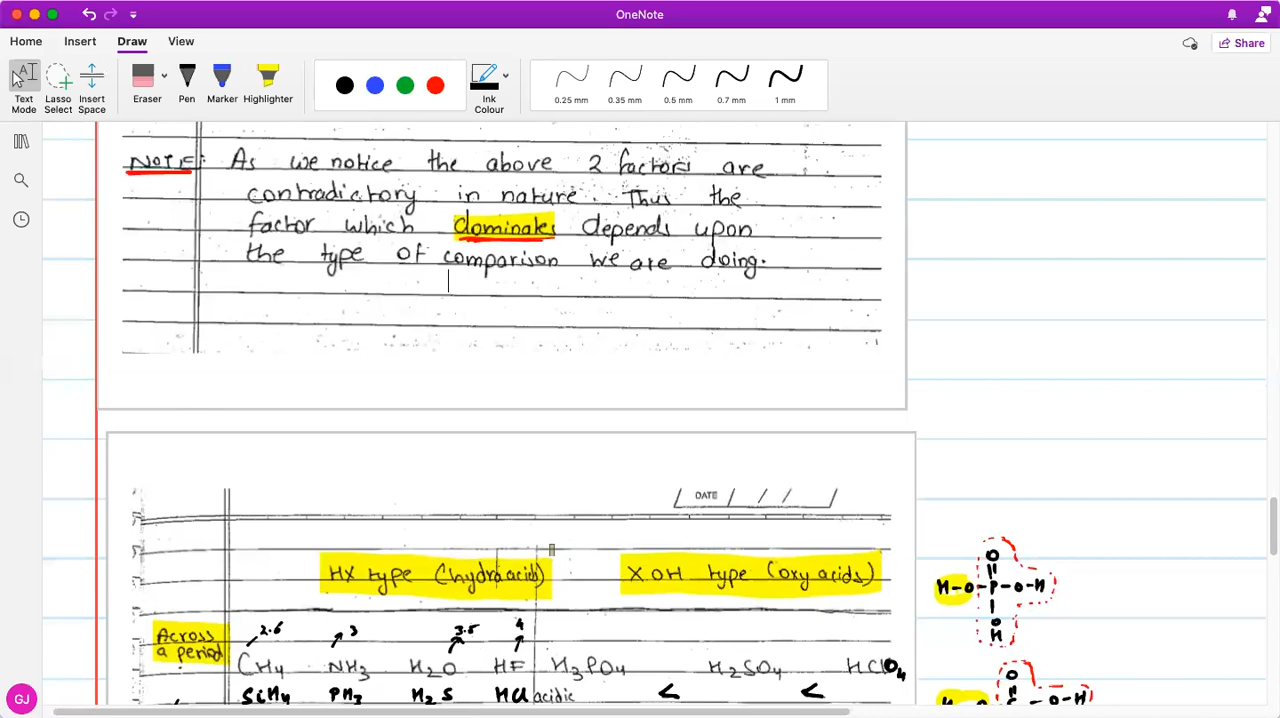 OneNote
Home Insert Draw View
Share
Text Mode
Lasso Select
Insert Space
Eraser
Pen
Marker
Highlighter
Ink Colour
0.25 mm
0.35 mm
0.5 mm
0.7 mm
1 mm
NOTE: As we notice the above 2 factors are
contradictory in nature. Thus the
factor which dominates depends upon
the type of comparison we are doing.
DATE / / /
HX type (hydra acids) XOH type (oxy acids)
Across a period
2.6 3 3.5 4
CH4 NH3 H2O HF H3PO4 H2SO4 HClO4
SiH4 PH3 H2S HCl acidic < <
O
H-O-P-O-H
O
H
O
O-H
GJ